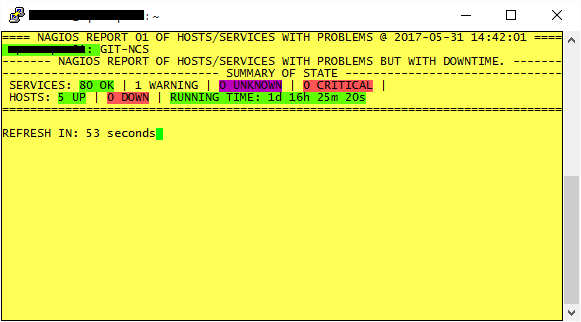 :~
==== NAGIOS REPORT 01 OF HOSTS/SERVICES WITH PROBLEMS @ 2017-05-31 14:42:01 ====
: GIT-NCS
------- NAGIOS REPORT OF HOSTS/SERVICES WITH PROBLEMS BUT WITH DOWNTIME. -------
-------------------------------- SUMMARY OF STATE --------------------------------
SERVICES: 80 OK | 1 WARNING | 0 UNKNOWN | 0 CRITICAL |
HOSTS: 5 UP | 0 DOWN | RUNNING TIME: 1d 16h 25m 20s
================================================================================
REFRESH IN: 53 seconds